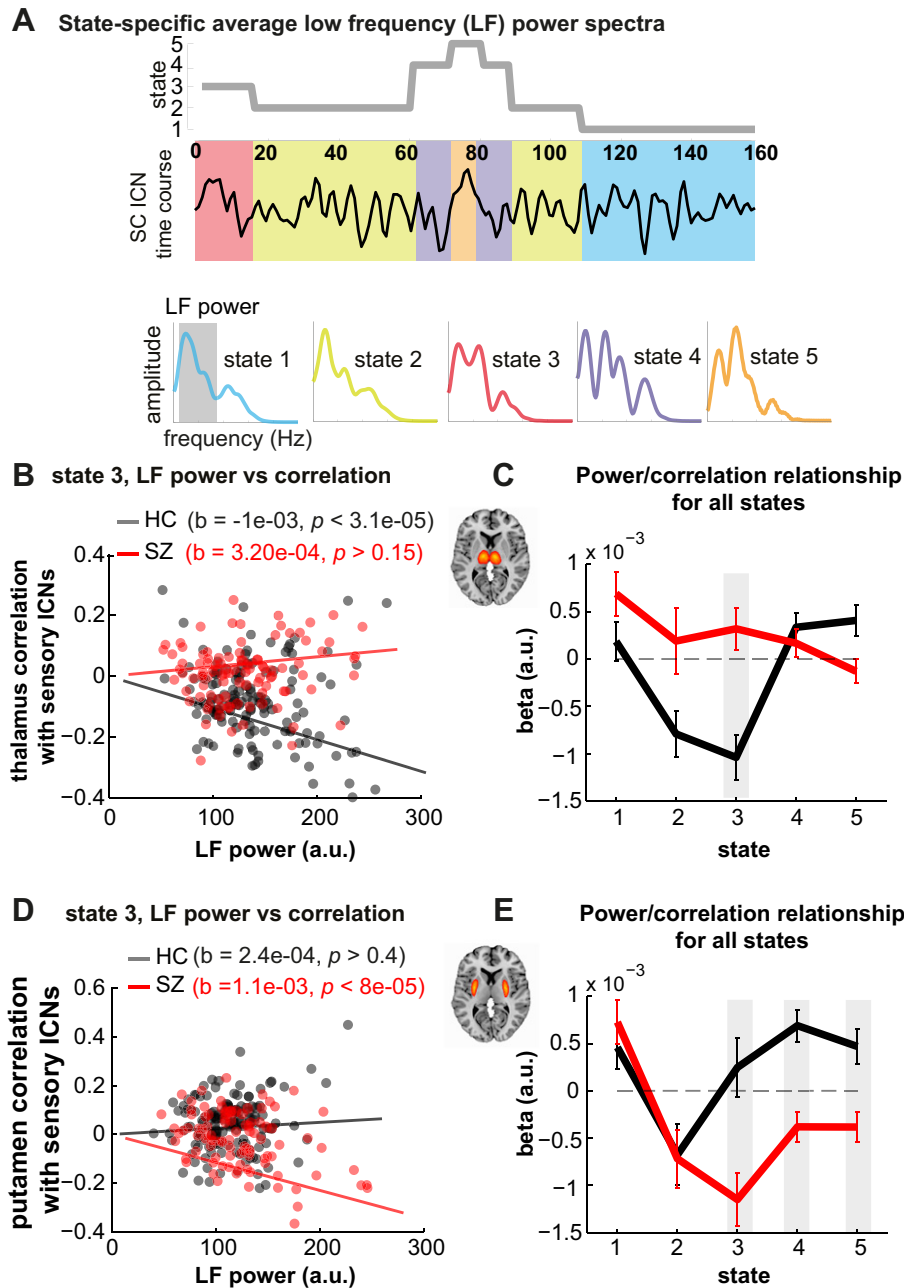 A State-specific average low frequency (LF) power spectra
state
5
4
3
2
1
0 20 40 60 80 100 120 140 160
SC ICN
time course
LF power
amplitude
state 1
state 2
state 3
state 4
state 5
frequency (Hz)
B state 3, LF power vs correlation
HC (b = -1e-03, p < 3.1e-05)
SZ (b = 3.20e-04, p > 0.15)
thalamus correlation
with sensory ICNs
0.4
0.2
0
−0.2
−0.4
0 100 200 300
LF power (a.u.)
C Power/correlation relationship
for all states
x 10⁻³
beta (a.u.)
1
0.5
0
−0.5
−1
−1.5
1 2 3 4 5
state
D state 3, LF power vs correlation
HC (b = 2.4e-04, p > 0.4)
SZ (b =1.1e-03, p < 8e-05)
putamen correlation
with sensory ICNs
0.6
0.4
0.2
0
−0.2
−0.4
0 100 200 300
LF power (a.u.)
E Power/correlation relationship
for all states
x 10⁻³
beta (a.u.)
1
0.5
0
−0.5
−1
−1.5
1 2 3 4 5
state